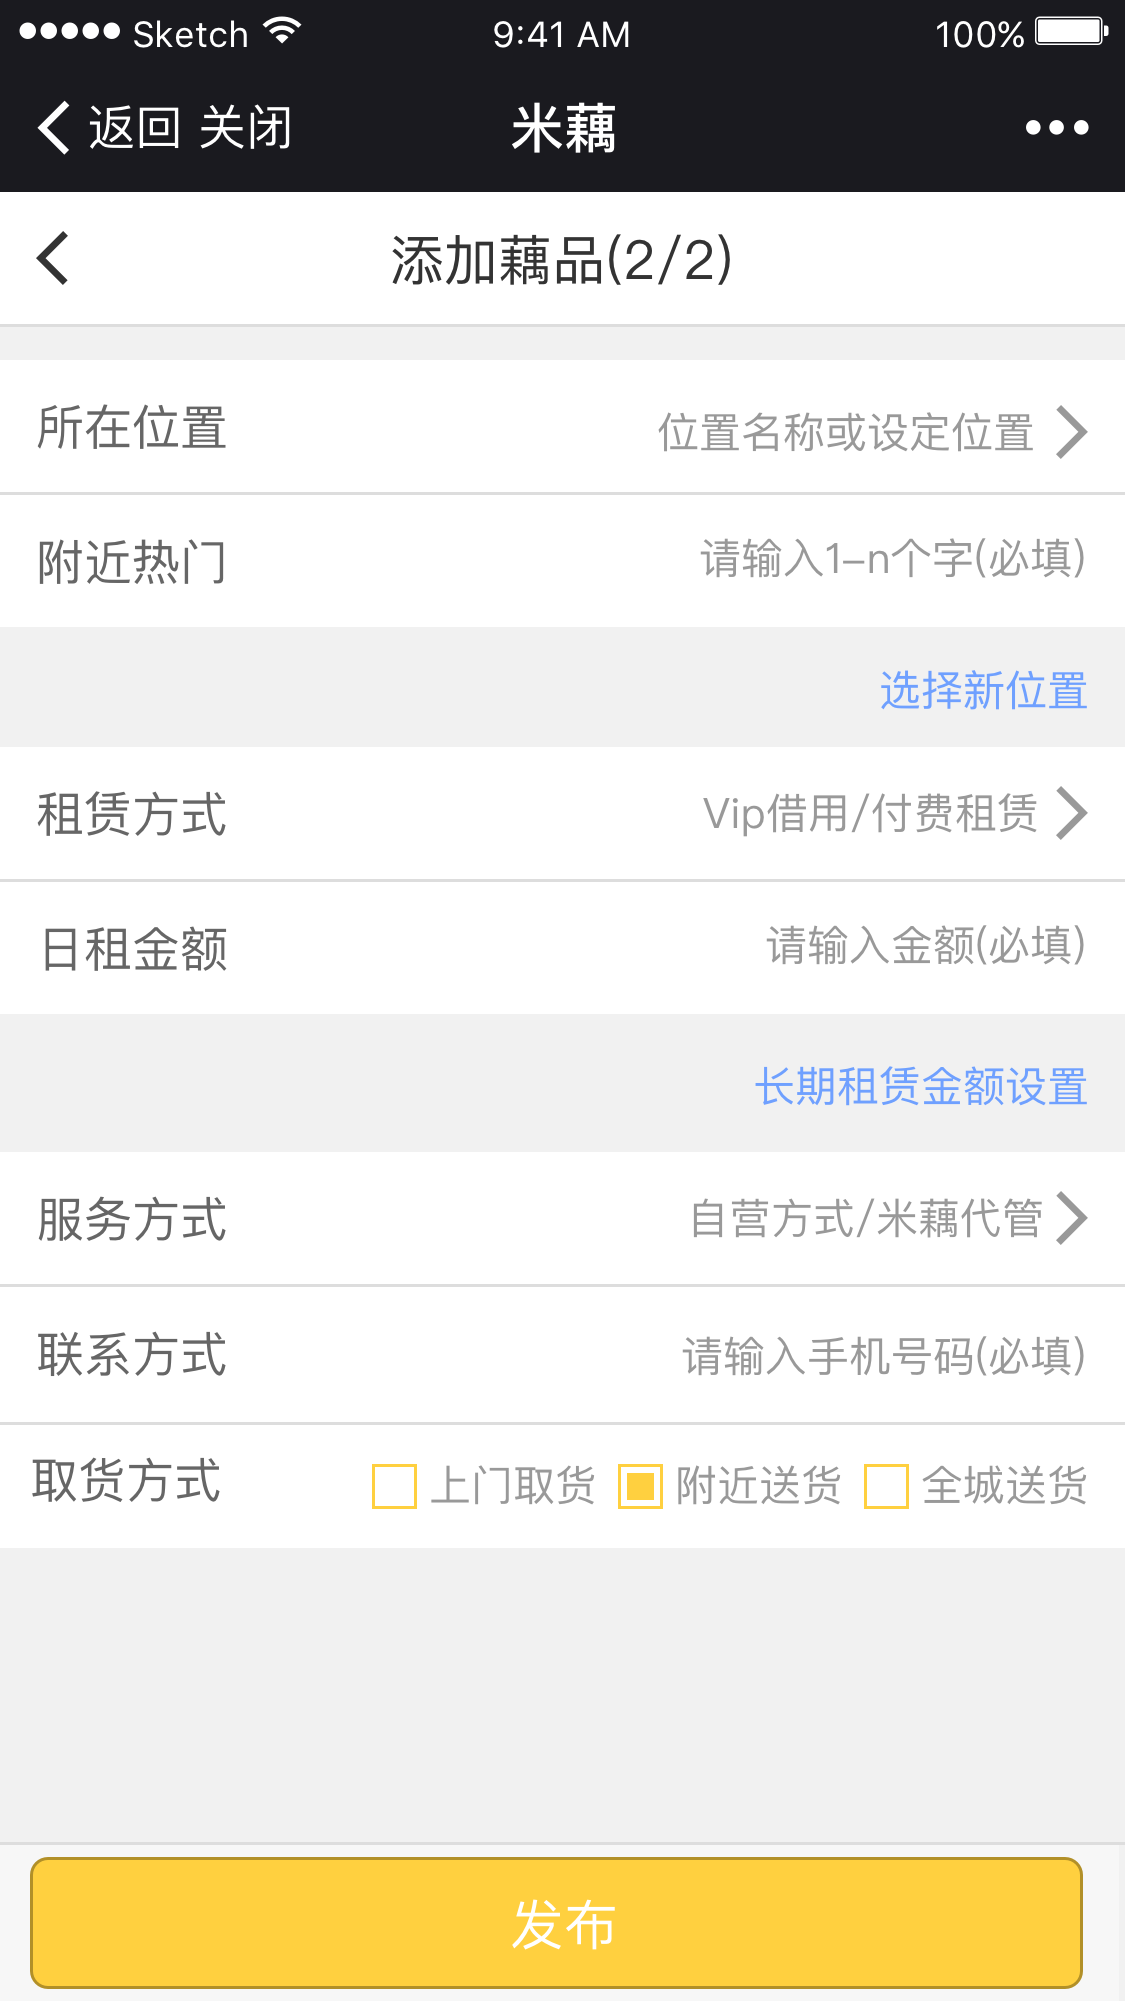 Sketch 9:41 AM 100%
返回 关闭 米藕
添加藕品(2/2)
所在位置 位置名称或设定位置
附近热门 请输入1-n个字(必填)
选择新位置
租赁方式 Vip借用/付费租赁
日租金额 请输入金额(必填)
长期租赁金额设置
服务方式 自营方式/米藕代管
联系方式 请输入手机号码(必填)
取货方式 上门取货 附近送货 全城送货
发布